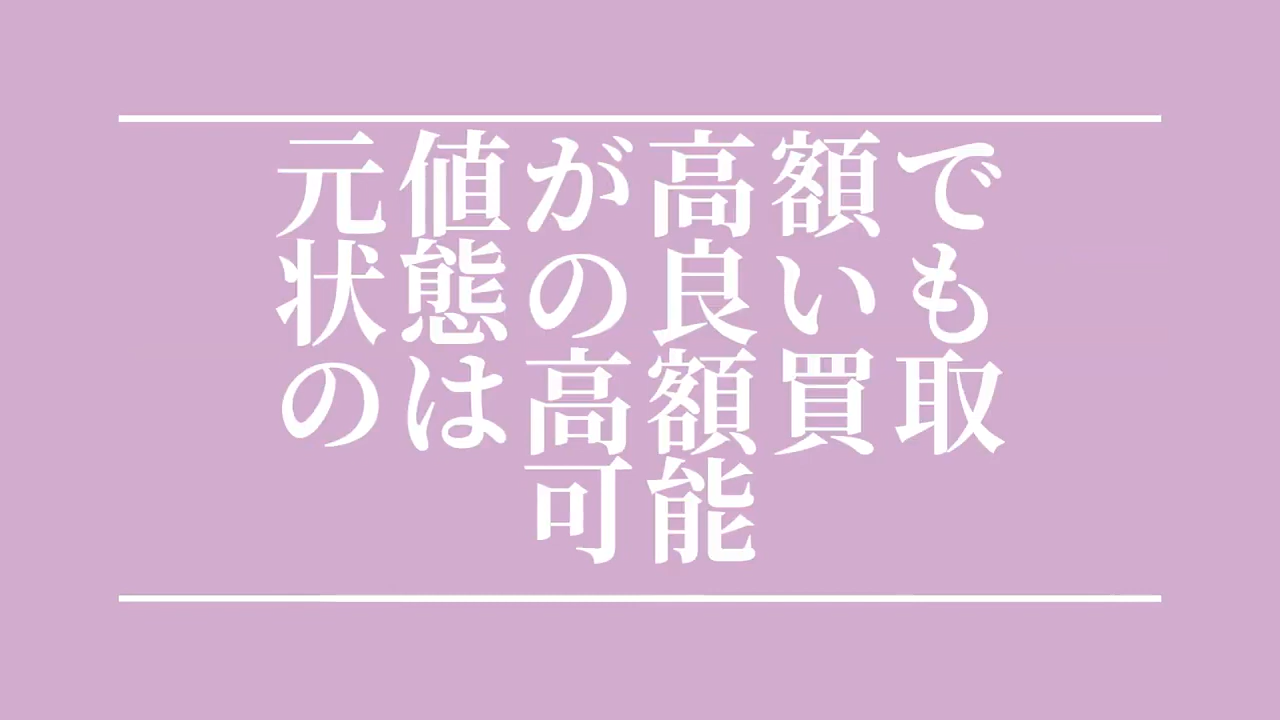 元値が高額で
状態の良いも
のは高額買取
可能